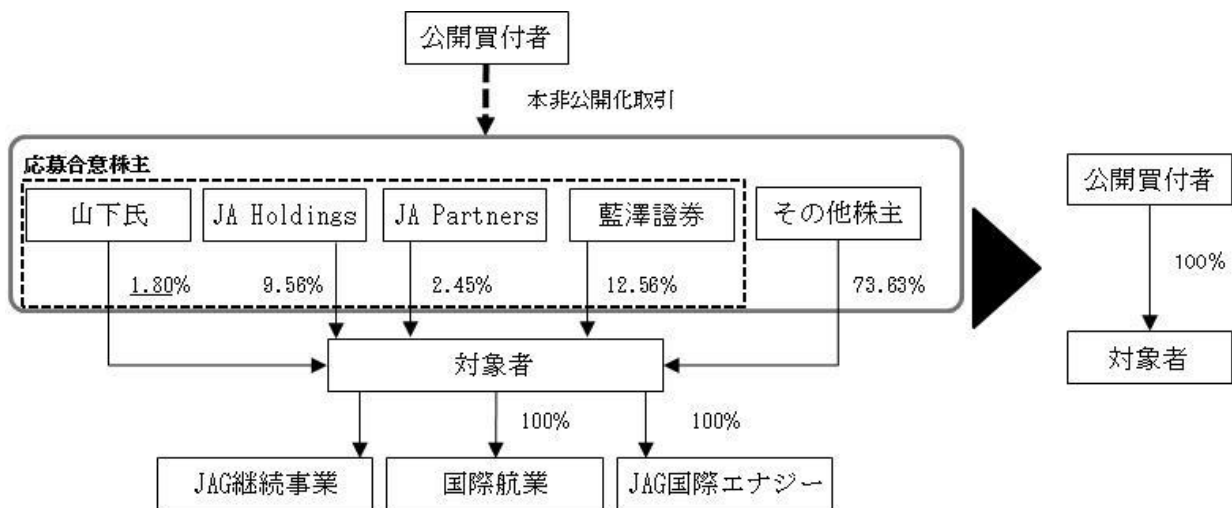 公開買付者
本非公開化取引
応募合意株主
山下氏
JA Holdings
JA Partners
藍澤證券
その他株主
1.80%
9.56%
2.45%
12.56%
73.63%
対象者
100%
100%
JAG継続事業
国際航業
JAG国際エナジー
公開買付者
100%
対象者